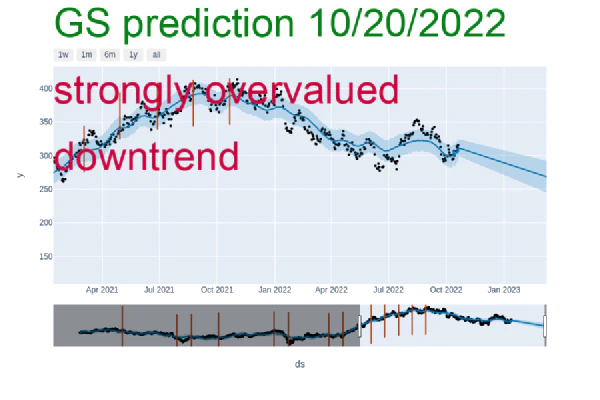 GS prediction 10/20/2022
1w 1m 6m 1y all
strongly overvalued
downtrend
400
350
300
250
200
150
y
Apr 2021 Jul 2021 Oct 2021 Jan 2022 Apr 2022 Jul 2022 Oct 2022 Jan 2023
ds